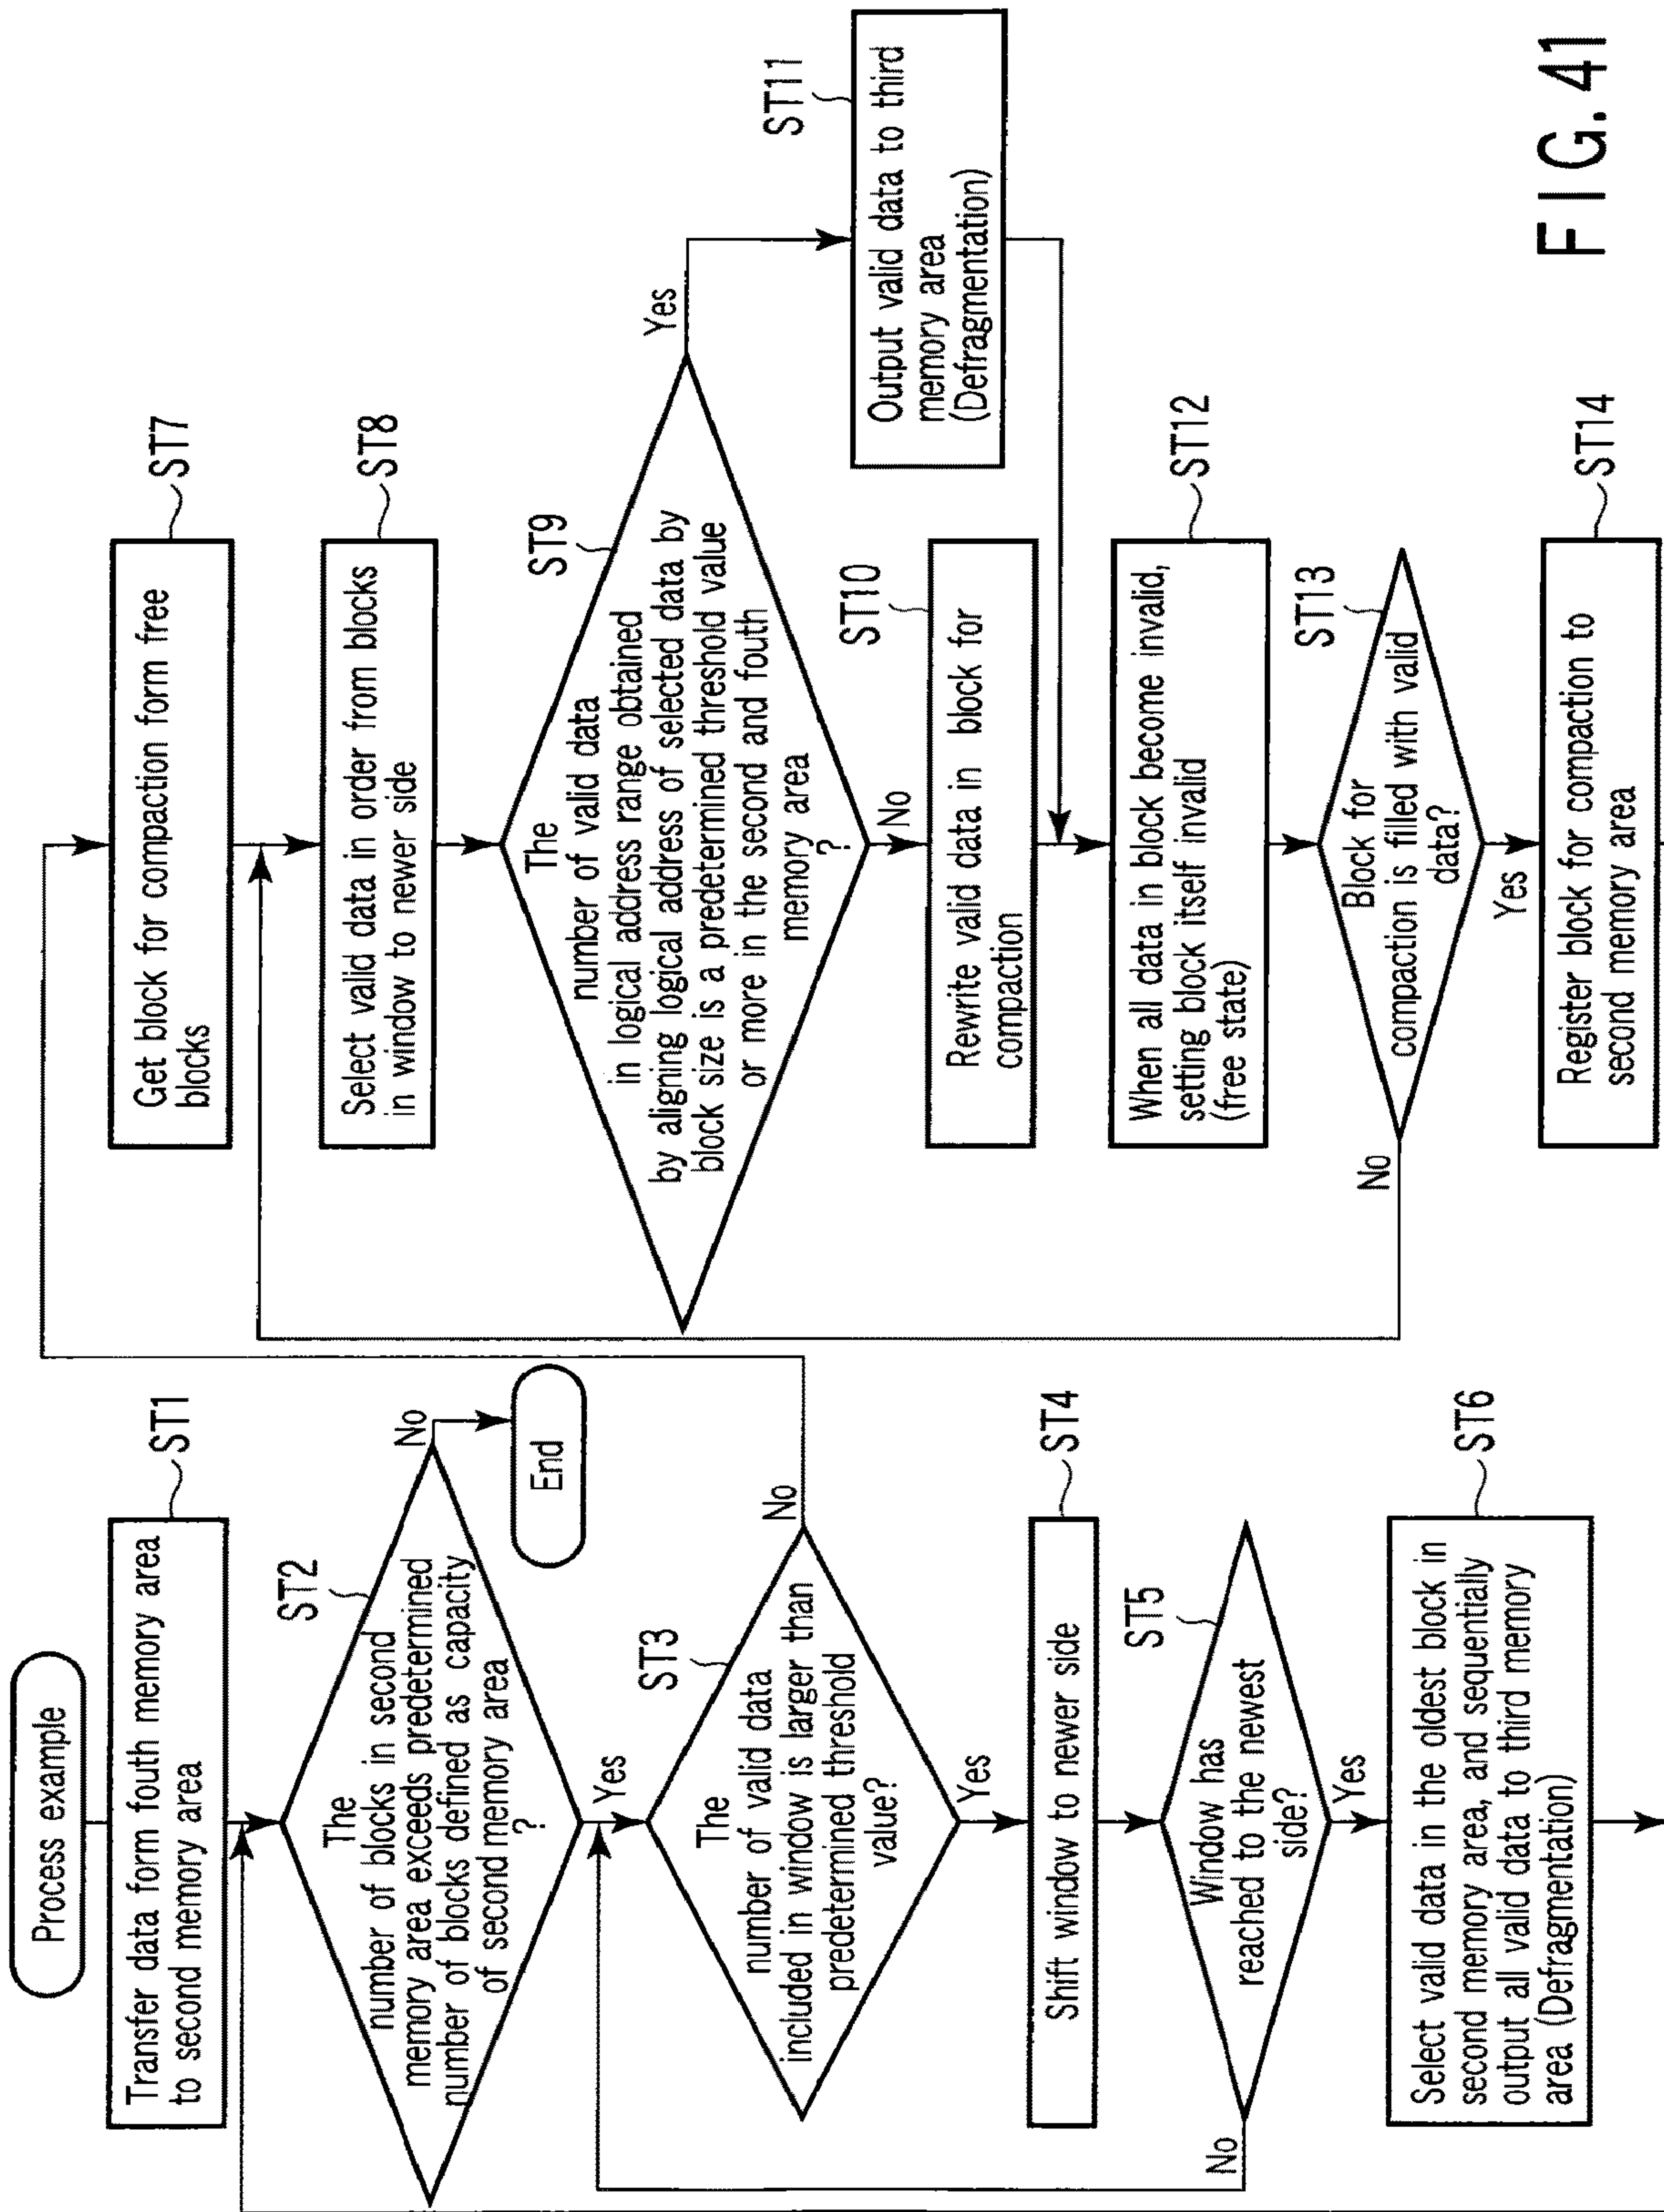 Process example
Transfer data form fouth memory area
to second memory area
ST1
The
number of blocks in second
memory area exceeds predetermined
number of blocks defined as capacity
of second memory area
?
ST2
No
End
Yes
The
number of valid data
included in window is larger than
predetermined threshold
value?
ST3
No
Yes
Shift window to newer side
ST4
Window has
reached to the newest
side?
ST5
No
Yes
Select valid data in the oldest block in
second memory area, and sequentially
output all valid data to third memory
area (Defragmentation)
ST6
Get block for compaction form free
blocks
ST7
Select valid data in order from blocks
in window to newer side
ST8
The
number of valid data
in logical address range obtained
by aligning logical address of selected data by
block size is a predetermined threshold value
or more in the second and fouth
memory area
?
ST9
Yes
No
Rewrite valid data in block for
compaction
ST10
Output valid data to third
memory area
(Defragmentation)
ST11
When all data in block become invalid,
setting block itself invalid
(free state)
ST12
Block for
compaction is filled with valid
data?
ST13
No
Yes
Register block for compaction to
second memory area
ST14
FIG. 41